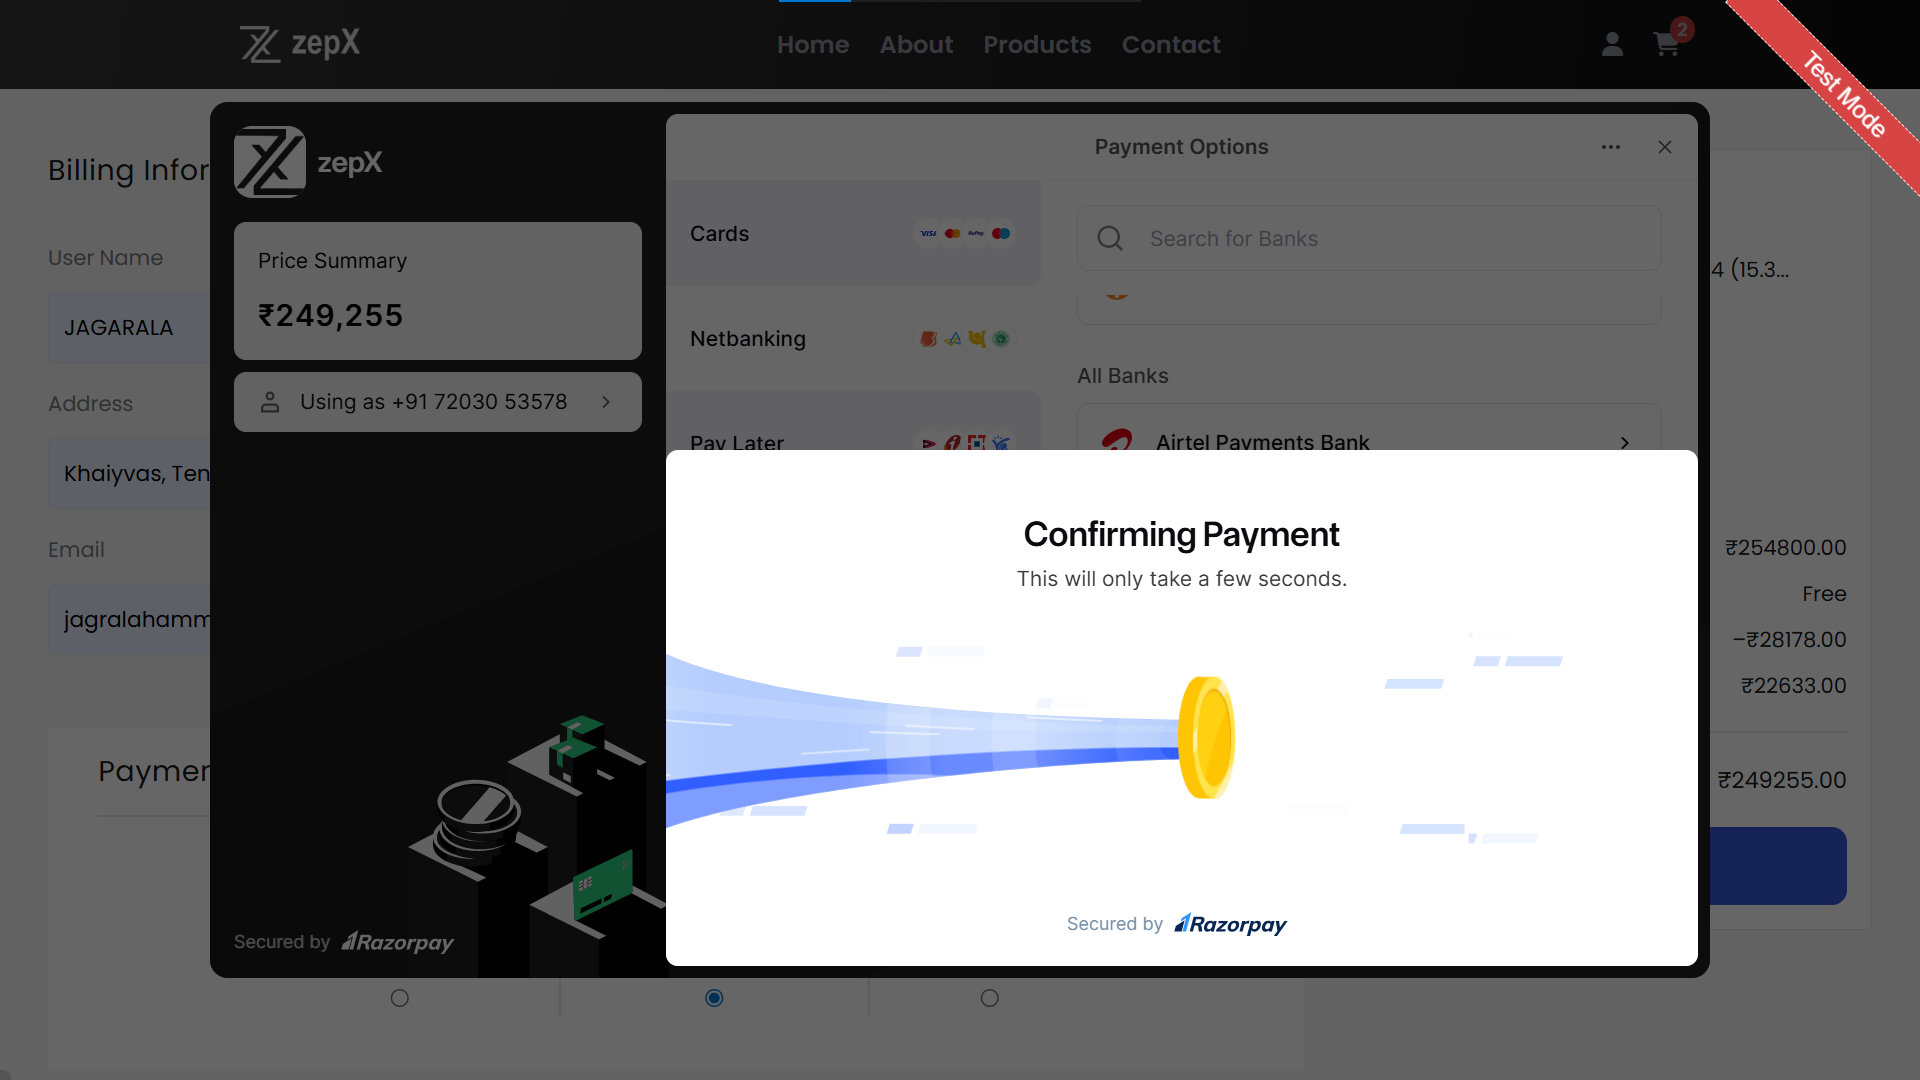 zepX
Home
About
Products
Contact
2
Test Mode
Billing Infor
User Name
JAGARALA
Address
Khaiyvas, Ten
Email
jagralahamm
Paymen
zepX
Price Summary
₹249,255
Using as +91 72030 53578
Secured by Razorpay
Payment Options
Cards
VISA
RuPay
Netbanking
Pay Later
Search for Banks
All Banks
Airtel Payments Bank
Confirming Payment
This will only take a few seconds.
Secured by Razorpay
4 (15.3...
₹254800.00
Free
−₹28178.00
₹22633.00
₹249255.00